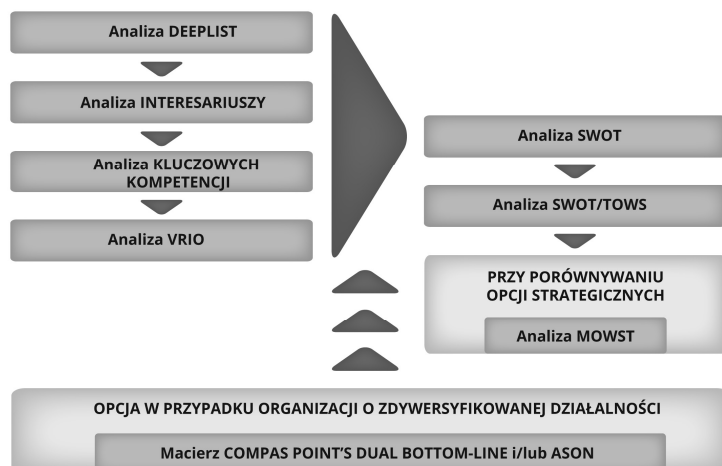 Analiza DEEPLIST
Analiza INTERESARIUSZY
Analiza KLUCZOWYCH
KOMPETENCJI
Analiza VRIO
Analiza SWOT
Analiza SWOT/TOWS
PRZY PORÓWNYWANIU
OPCJI STRATEGICZNYCH
Analiza MOWST
OPCJA W PRZYPADKU ORGANIZACJI O ZDYWERSYFIKOWANEJ DZIAŁALNOŚCI
Macierz COMPAS POINT'S DUAL BOTTOM-LINE i/lub ASON